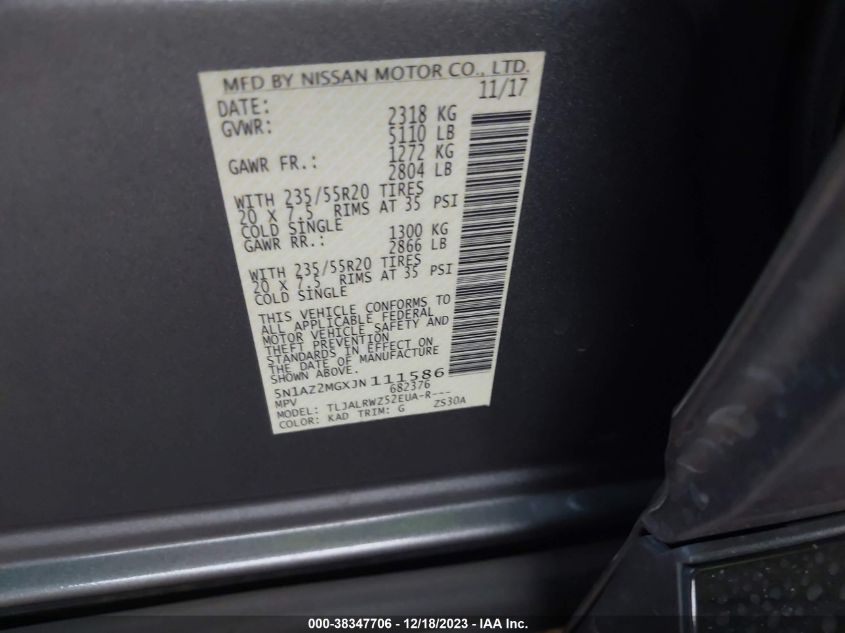 MFD BY NISSAN MOTOR CO., LTD.
DATE: 11/17
GVWR: 2318 KG
5110 LB
GAWR FR.: 1272 KG
2804 LB
WITH 235/55R20 TIRES
20 X 7.5 RIMS AT 35 PSI
COLD SINGLE
GAWR RR.: 1300 KG
2866 LB
WITH 235/55R20 TIRES
20 X 7.5 RIMS AT 35 PSI
COLD SINGLE
THIS VEHICLE CONFORMS TO
ALL APPLICABLE FEDERAL
MOTOR VEHICLE SAFETY AND
THEFT PREVENTION
STANDARDS IN EFFECT ON
THE DATE OF MANUFACTURE
SHOWN ABOVE.
5N1AZ2MGXJN111586
MPV 682376
MODEL: TLJALRWZ52EUA-R---
COLOR: KAD TRIM: G ZS30A
000-38347706 - 12/18/2023 - IAA Inc.